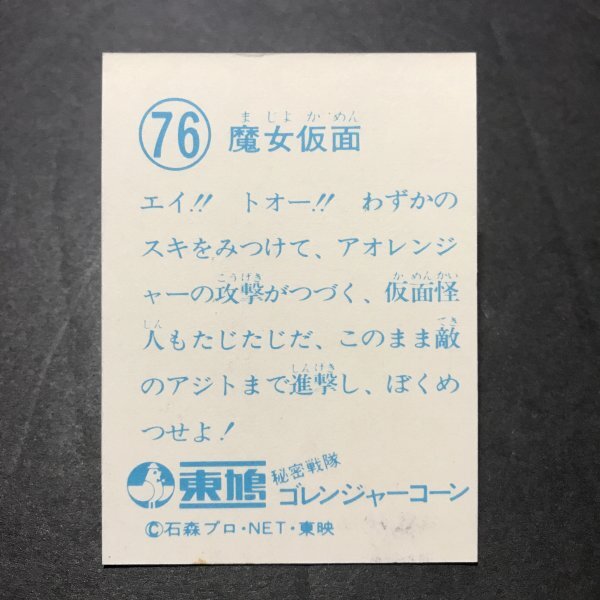 76 魔女仮面
まじよかめん
エイ!! トオー!! わずかの
スキをみつけて、アオレンジ
こうげき かめんかい
ャーの攻撃がつづく、仮面怪
しん てき
人もたじたじだ、このまま敵
しんげき
のアジトまで進撃し、ぼくめ
つせよ!
東鳩 秘密戦隊
ゴレンジャーコーン
©石森プロ・NET・東映